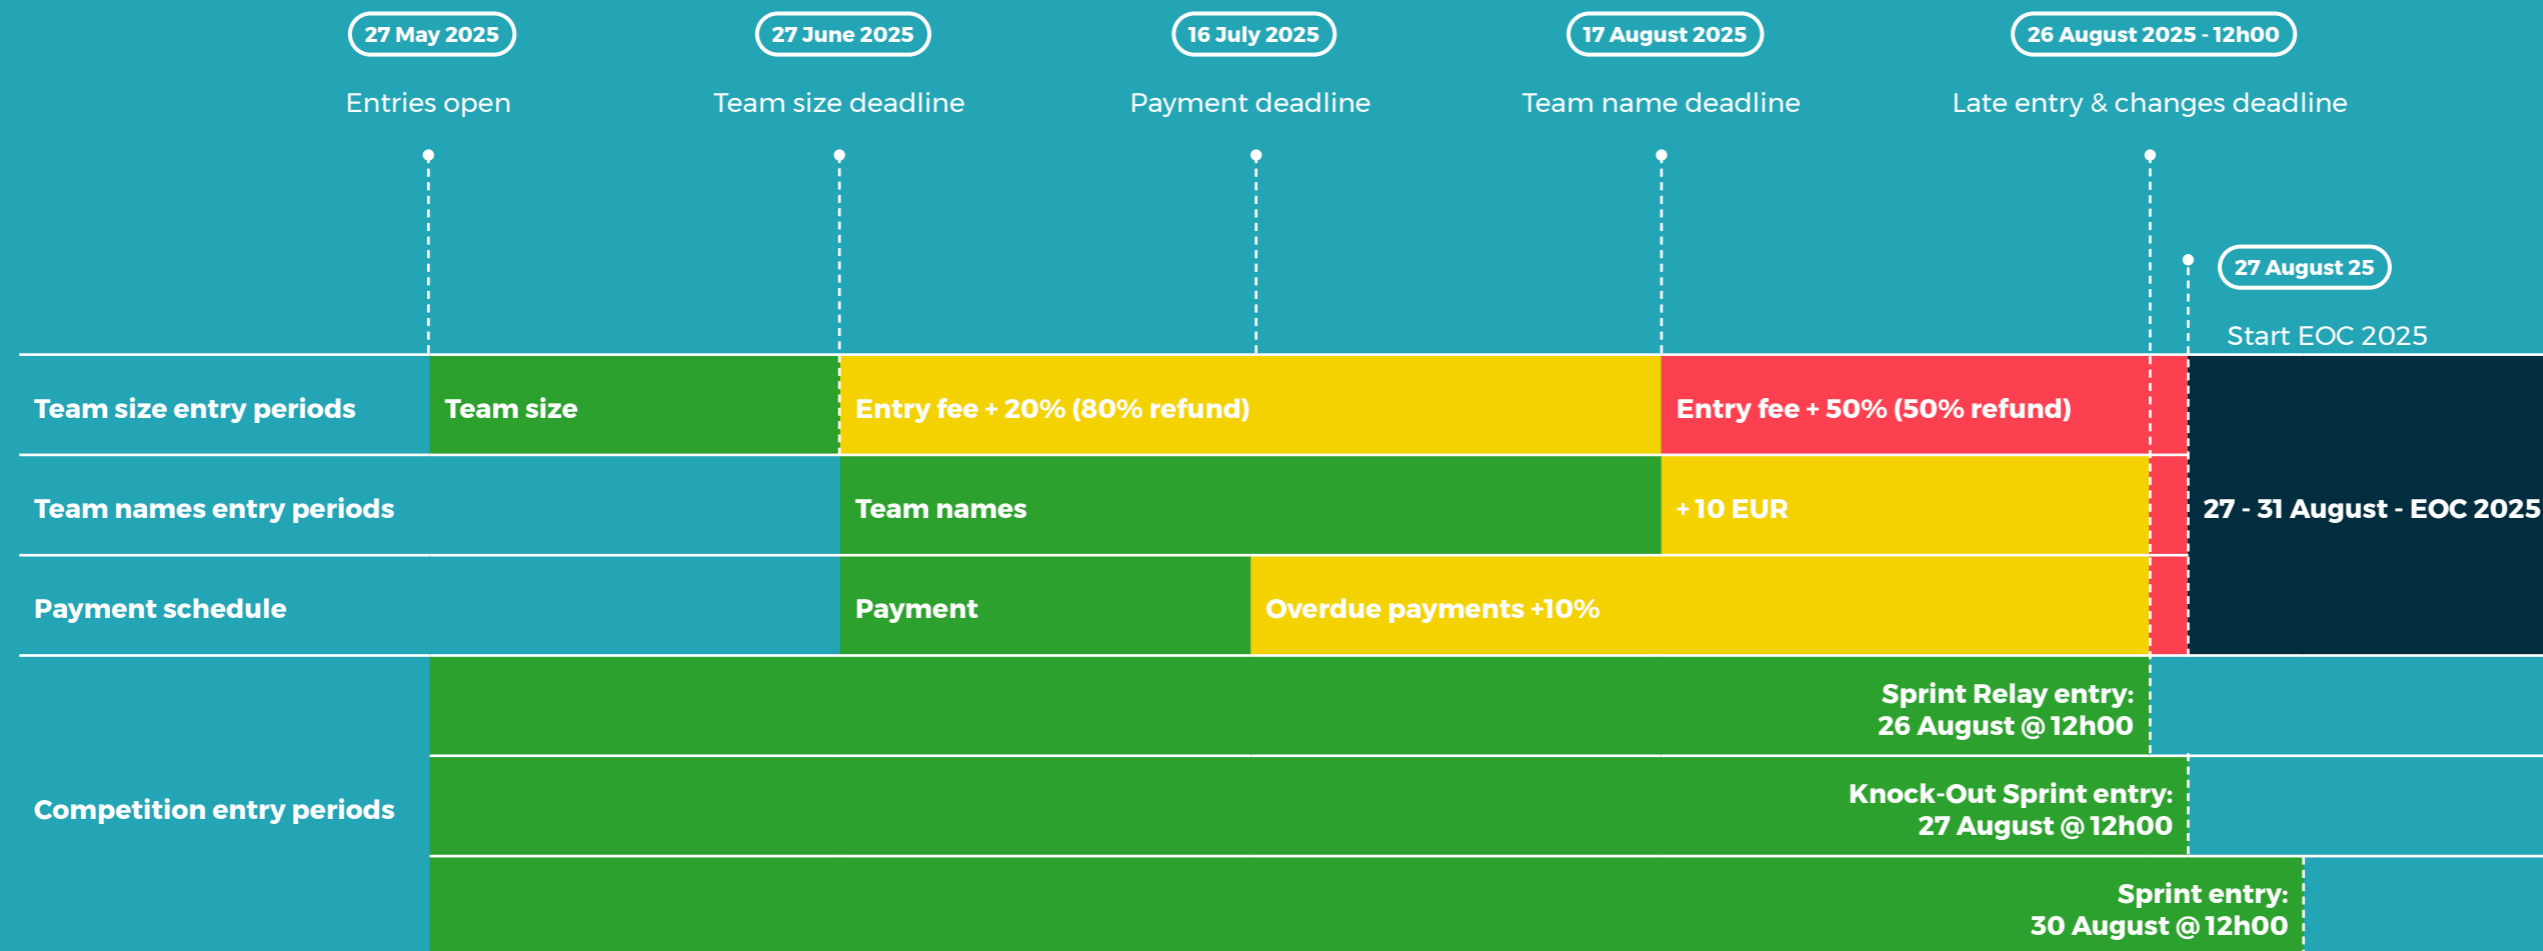 27 May 2025
27 June 2025
16 July 2025
17 August 2025
26 August 2025 - 12h00
Entries open
Team size deadline
Payment deadline
Team name deadline
Late entry & changes deadline
27 August 25
Start EOC 2025
Team size entry periods
Team size
Entry fee + 20% (80% refund)
Entry fee + 50% (50% refund)
Team names entry periods
Team names
+ 10 EUR
27 - 31 August - EOC 2025
Payment schedule
Payment
Overdue payments +10%
Sprint Relay entry:
26 August @ 12h00
Competition entry periods
Knock-Out Sprint entry:
27 August @ 12h00
Sprint entry:
30 August @ 12h00